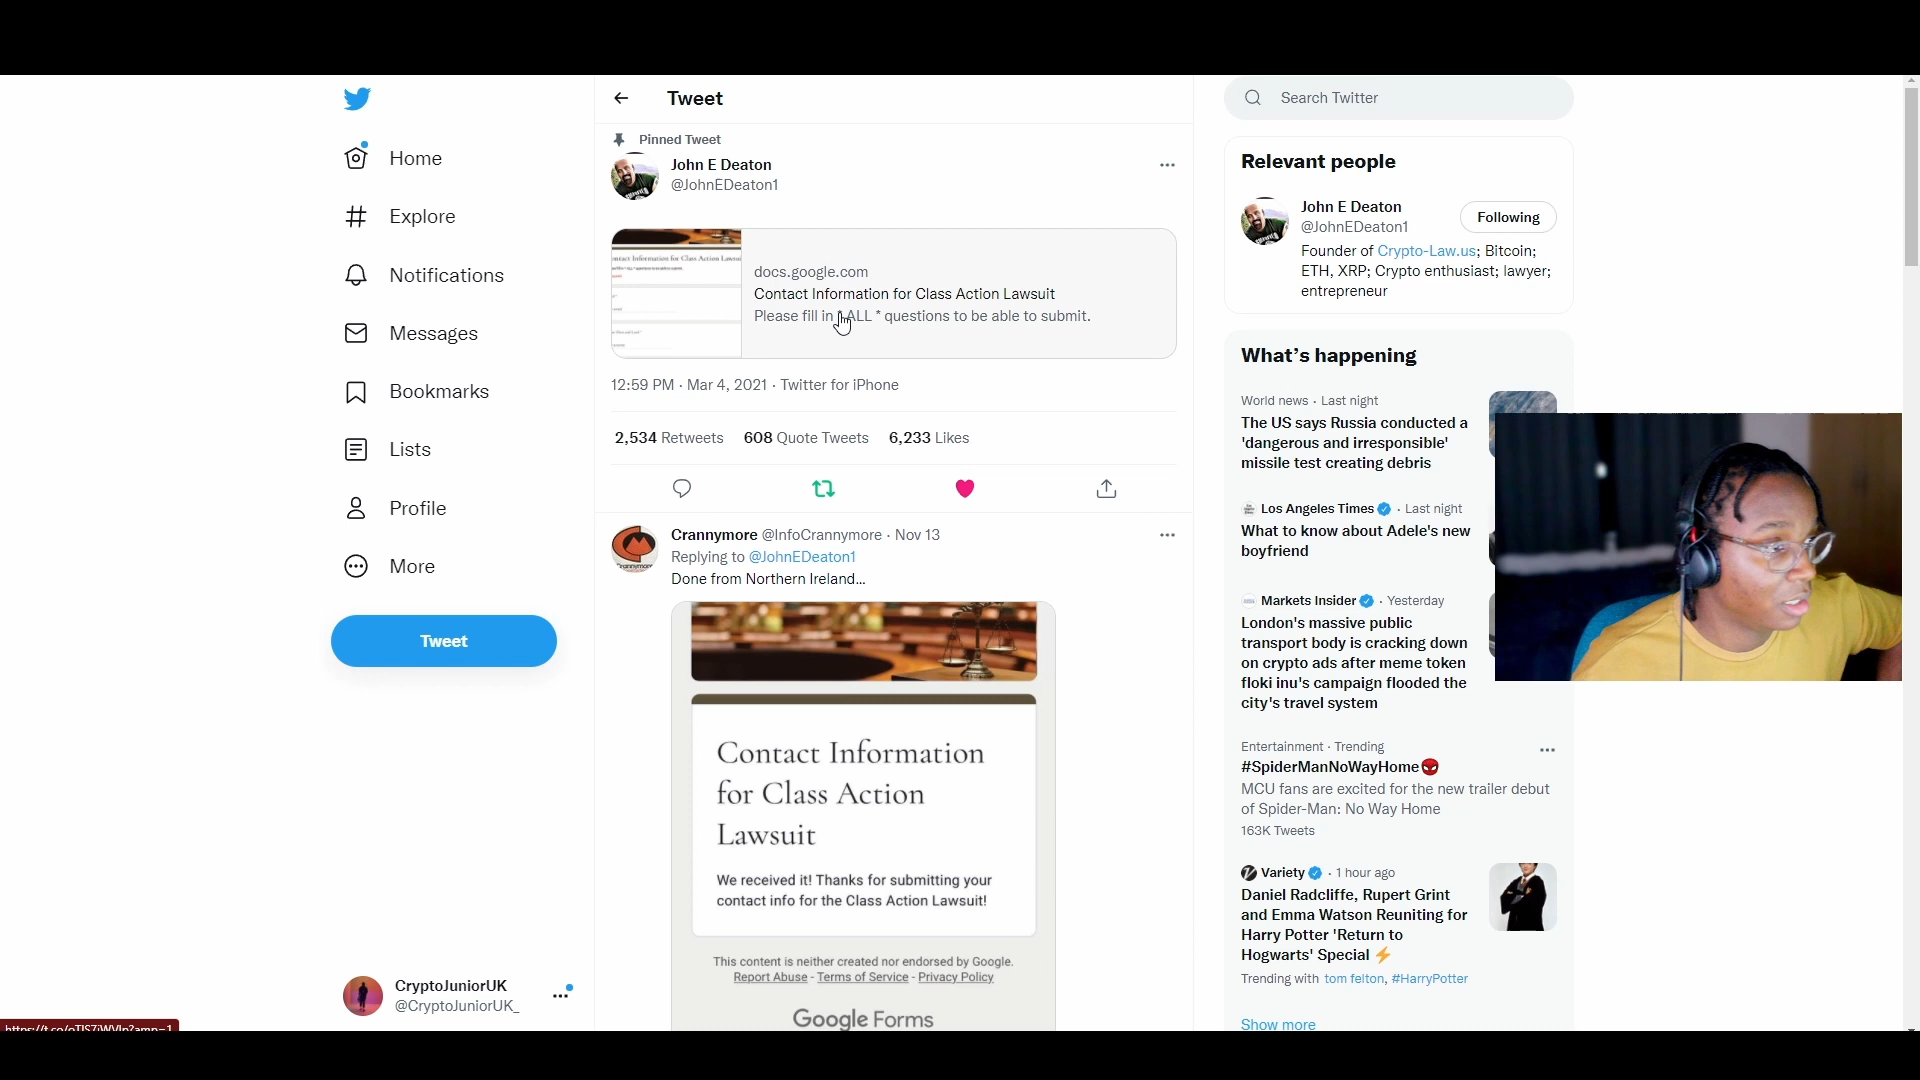 Tweet
Search Twitter
Pinned Tweet
Home
John E Deaton
@JohnEDeaton1
Relevant people
John E Deaton
@JohnEDeaton1
Following
Founder of Crypto-Law.us; Bitcoin;
ETH, XRP; Crypto enthusiast; lawyer;
entrepreneur
Explore
docs.google.com
Contact Information for Class Action Lawsuit
Please fill in * ALL * questions to be able to submit.
Notifications
Messages
Bookmarks
Lists
Profile
More
Tweet
12:59 PM · Mar 4, 2021 · Twitter for iPhone
2,534 Retweets 608 Quote Tweets 6,233 Likes
Crannymore @InfoCrannymore · Nov 13
Replying to @JohnEDeaton1
Done from Northern Ireland...
Contact Information
for Class Action
Lawsuit
We received it! Thanks for submitting your
contact info for the Class Action Lawsuit!
This content is neither created nor endorsed by Google.
Report Abuse - Terms of Service - Privacy Policy
Google Forms
What's happening
World news · Last night
The US says Russia conducted a
'dangerous and irresponsible'
missile test creating debris
Los Angeles Times · Last night
What to know about Adele's new
boyfriend
Markets Insider · Yesterday
London's massive public
transport body is cracking down
on crypto ads after meme token
floki inu's campaign flooded the
city's travel system
Entertainment · Trending
#SpiderManNoWayHome
MCU fans are excited for the new trailer debut
of Spider-Man: No Way Home
163K Tweets
Variety · 1 hour ago
Daniel Radcliffe, Rupert Grint
and Emma Watson Reuniting for
Harry Potter 'Return to
Hogwarts' Special ⚡
Trending with tom felton, #HarryPotter
Show more
CryptoJuniorUK
@CryptoJuniorUK_